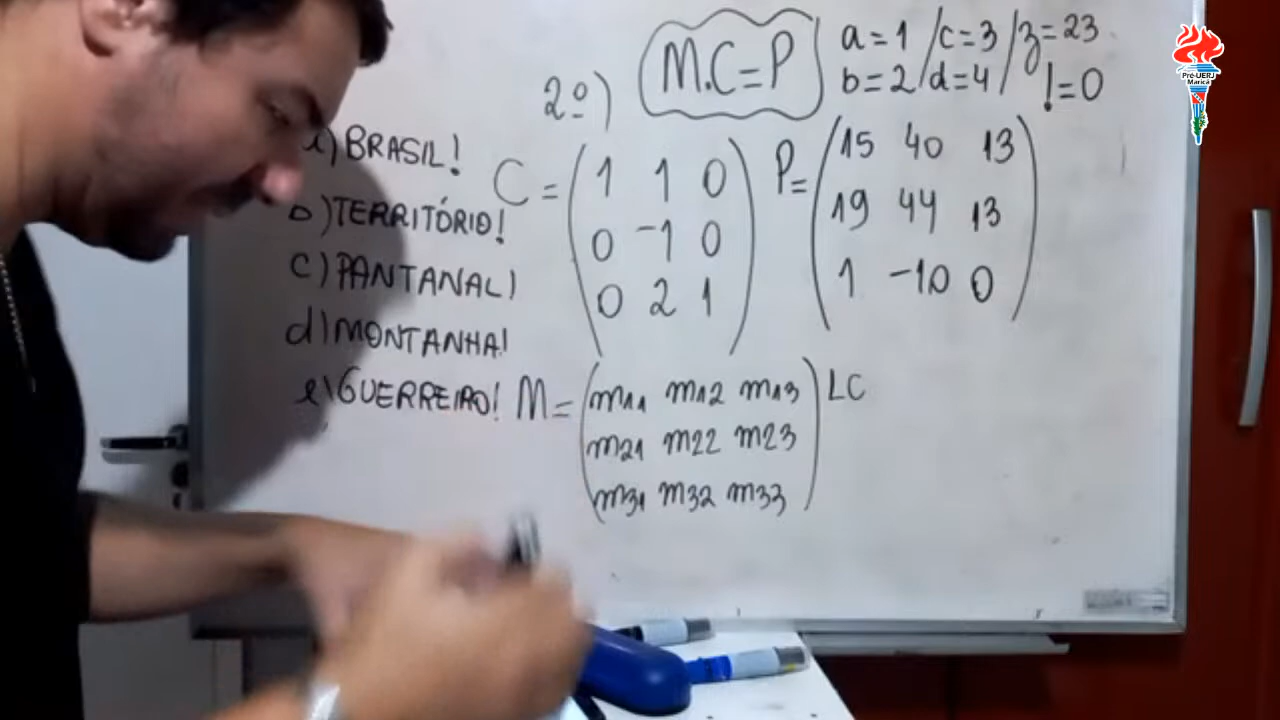 2º) M.C=P
a=1 /c=3 /z=23
b=2 /d=4 / !=0
a) BRASIL!
b) TERRITÓRIO!
c) PANTANAL)
d) MONTANHA!
e) GUERREIRO!
C = (1 1 0
0 -1 0
0 2 1)
P= (15 40 13
19 44 13
1 -10 0)
M = (m11 m12 m13
m21 m22 m23
m31 m32 m33) LC
Pré-UERJ
Maricá